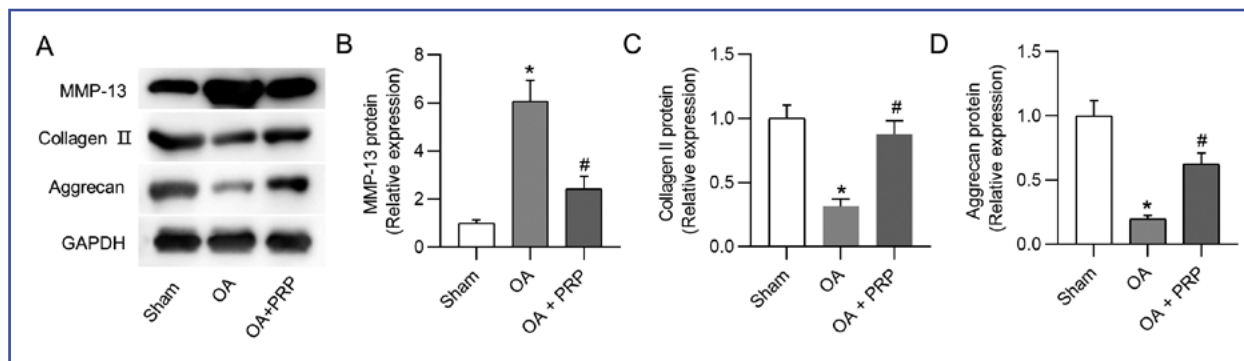 A
MMP-13
Collagen Ⅱ
Aggrecan
GAPDH
Sham
OA
OA+PRP
B
MMP-13 protein
(Relative expression)
8
6
4
2
0
*
#
Sham
OA
OA + PRP
C
Collagen II protein
(Relative expression)
1.5
1.0
0.5
0.0
*
#
Sham
OA
OA + PRP
D
Aggrecan protein
(Relative expression)
1.5
1.0
0.5
0.0
*
#
Sham
OA
OA + PRP